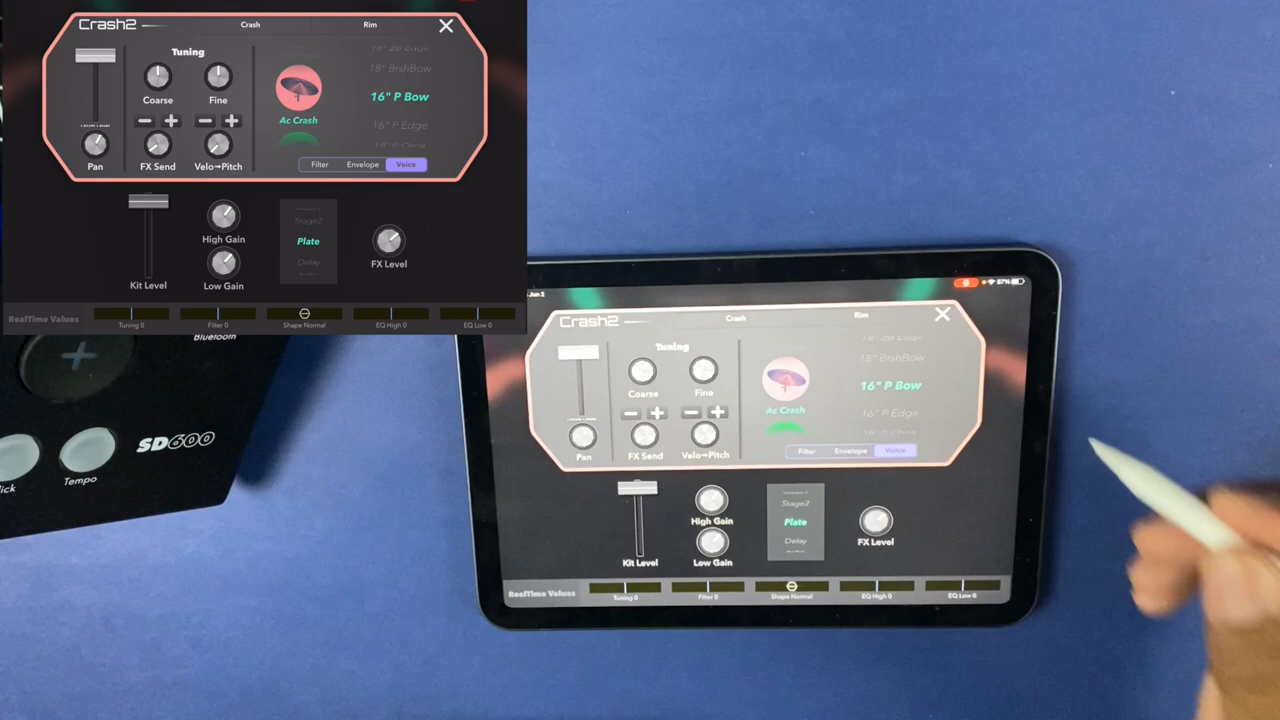 Crash2
Crash
Rim
Tuning
18" BrshBow
16" P Bow
Coarse
Fine
Ac Crash
16" P Edge
Pan
FX Send
Velo→Pitch
Filter
Envelope
Voice
High Gain
Stage2
Plate
Delay
FX Level
Kit Level
Low Gain
RealTime Values
Tuning 0
Filter 0
Shape Normal
EQ High 0
EQ Low 0
Bluetooth
SD600
Tempo
Jun 2
57%
Crash2
Crash
Rim
Tuning
18" BrshBow
16" P Bow
Coarse
Fine
Ac Crash
16" P Edge
Pan
FX Send
Velo→Pitch
Filter
Envelope
Voice
Stage2
High Gain
Plate
Delay
FX Level
Kit Level
Low Gain
RealTime Values
Tuning 0
Filter 0
Shape Normal
EQ High 0
EQ Low 0